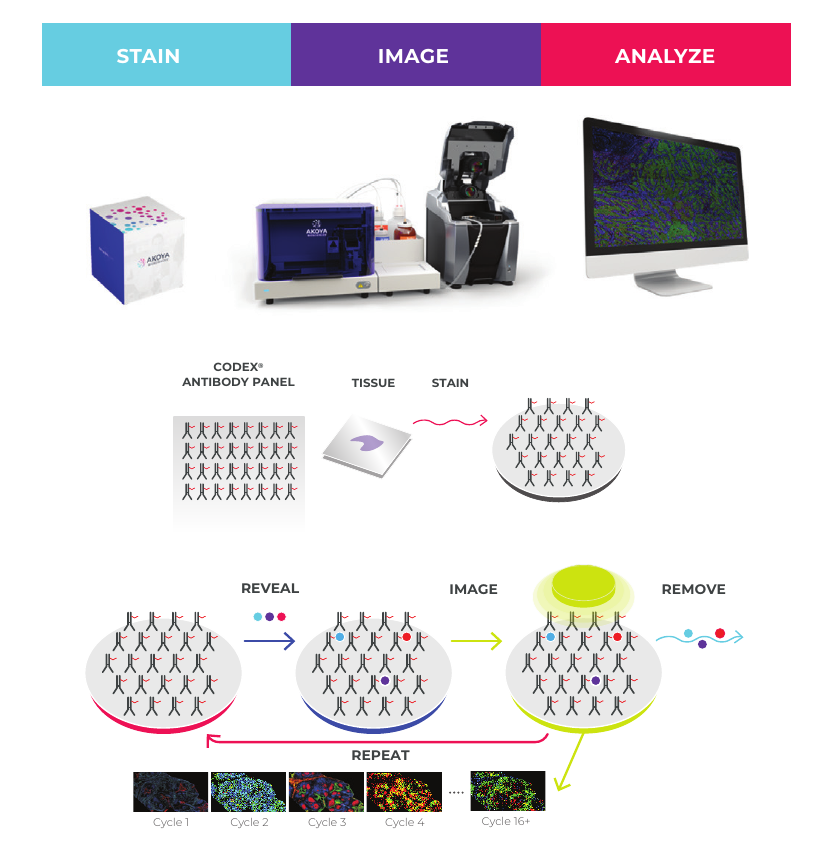 STAIN
IMAGE
ANALYZE
AKOYA
AKOYA
CODEX®
ANTIBODY PANEL
TISSUE
STAIN
REVEAL
IMAGE
REMOVE
REPEAT
Cycle 1
Cycle 2
Cycle 3
Cycle 4
....
Cycle 16+